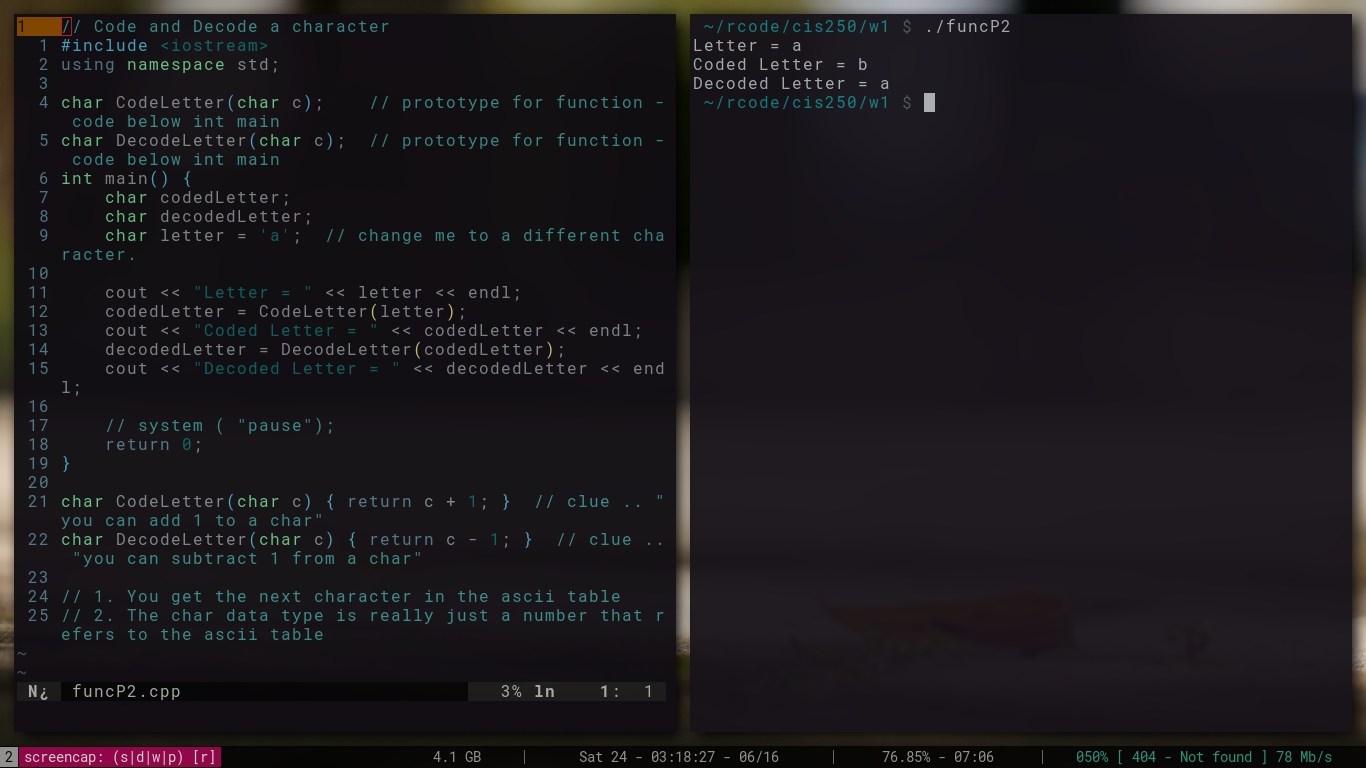 1 // Code and Decode a character
1 #include <iostream>
2 using namespace std;
3
4 char CodeLetter(char c);    // prototype for function -
 code below int main
5 char DecodeLetter(char c);  // prototype for function -
 code below int main
6 int main() {
7     char codedLetter;
8     char decodedLetter;
9     char letter = 'a';  // change me to a different cha
racter.
10
11     cout << "Letter = " << letter << endl;
12     codedLetter = CodeLetter(letter);
13     cout << "Coded Letter = " << codedLetter << endl;
14     decodedLetter = DecodeLetter(codedLetter);
15     cout << "Decoded Letter = " << decodedLetter << end
l;
16
17     // system ( "pause");
18     return 0;
19 }
20
21 char CodeLetter(char c) { return c + 1; }  // clue .. "
you can add 1 to a char"
22 char DecodeLetter(char c) { return c - 1; }  // clue ..
 "you can subtract 1 from a char"
23
24 // 1. You get the next character in the ascii table
25 // 2. The char data type is really just a number that r
efers to the ascii table
~
~
N¿ funcP2.cpp 3% ln 1: 1
~/rcode/cis250/w1 $ ./funcP2
Letter = a
Coded Letter = b
Decoded Letter = a
~/rcode/cis250/w1 $
2 screencap: (s|d|w|p) [r] 4.1 GB | Sat 24 - 03:18:27 - 06/16 | 76.85% - 07:06 | 050% [ 404 - Not found ] 78 Mb/s